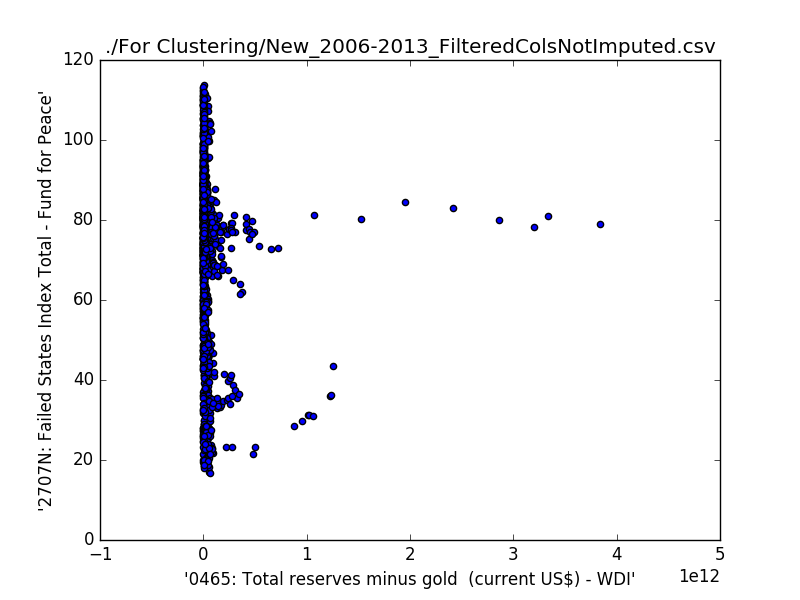 ./For Clustering/New_2006-2013_FilteredColsNotImputed.csv
'2707N: Failed States Index Total - Fund for Peace'
120
100
80
60
40
20
0
−1 0 1 2 3 4 5
1e12
'0465: Total reserves minus gold  (current US$) - WDI'